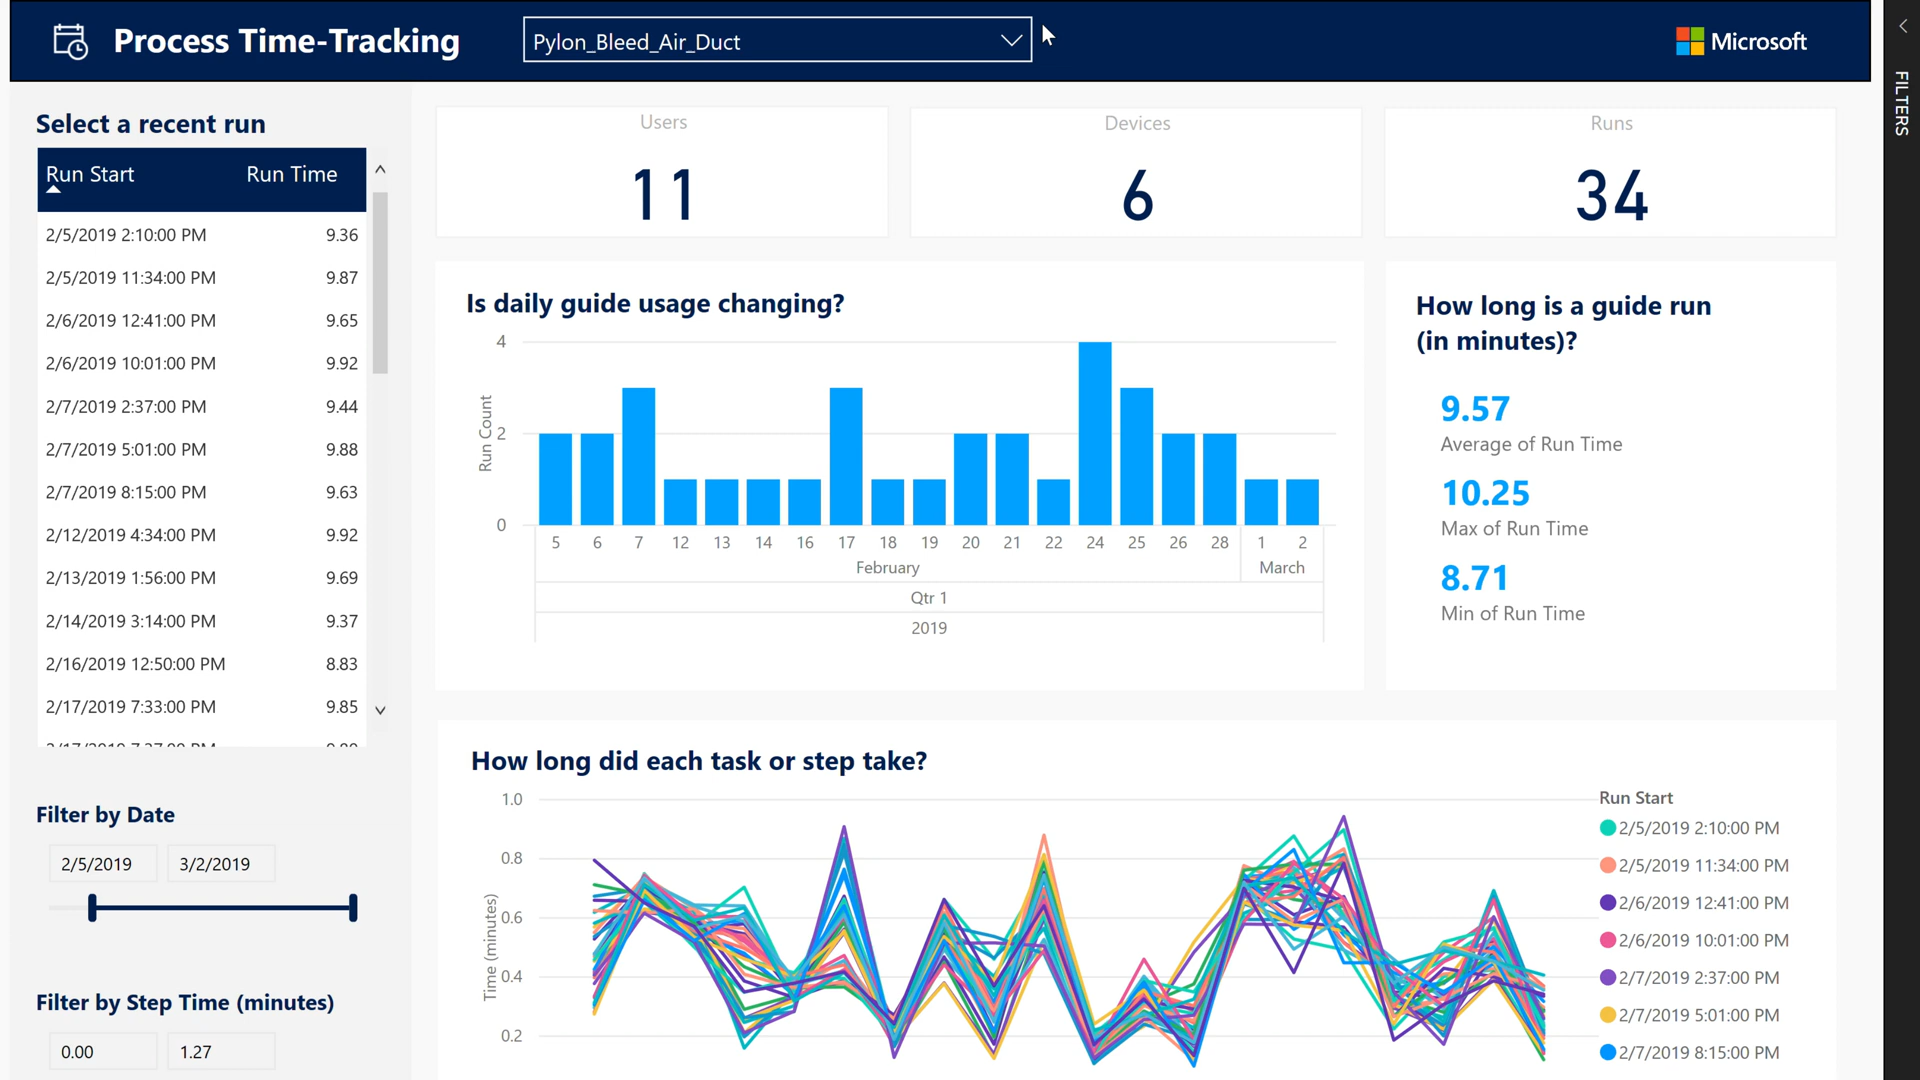 Process Time-Tracking
Pylon_Bleed_Air_Duct
Microsoft
FILTERS
Select a recent run
Run Start Run Time
2/5/2019 2:10:00 PM 9.36
2/5/2019 11:34:00 PM 9.87
2/6/2019 12:41:00 PM 9.65
2/6/2019 10:01:00 PM 9.92
2/7/2019 2:37:00 PM 9.44
2/7/2019 5:01:00 PM 9.88
2/7/2019 8:15:00 PM 9.63
2/12/2019 4:34:00 PM 9.92
2/13/2019 1:56:00 PM 9.69
2/14/2019 3:14:00 PM 9.37
2/16/2019 12:50:00 PM 8.83
2/17/2019 7:33:00 PM 9.85
Filter by Date
2/5/2019 3/2/2019
Filter by Step Time (minutes)
0.00 1.27
Users
11
Devices
6
Runs
34
Is daily guide usage changing?
Run Count
4
2
0
5 6 7 12 13 14 16 17 18 19 20 21 22 24 25 26 28 1 2
February March
Qtr 1
2019
How long is a guide run
(in minutes)?
9.57
Average of Run Time
10.25
Max of Run Time
8.71
Min of Run Time
How long did each task or step take?
Time (minutes)
1.0
0.8
0.6
0.4
0.2
Run Start
2/5/2019 2:10:00 PM
2/5/2019 11:34:00 PM
2/6/2019 12:41:00 PM
2/6/2019 10:01:00 PM
2/7/2019 2:37:00 PM
2/7/2019 5:01:00 PM
2/7/2019 8:15:00 PM